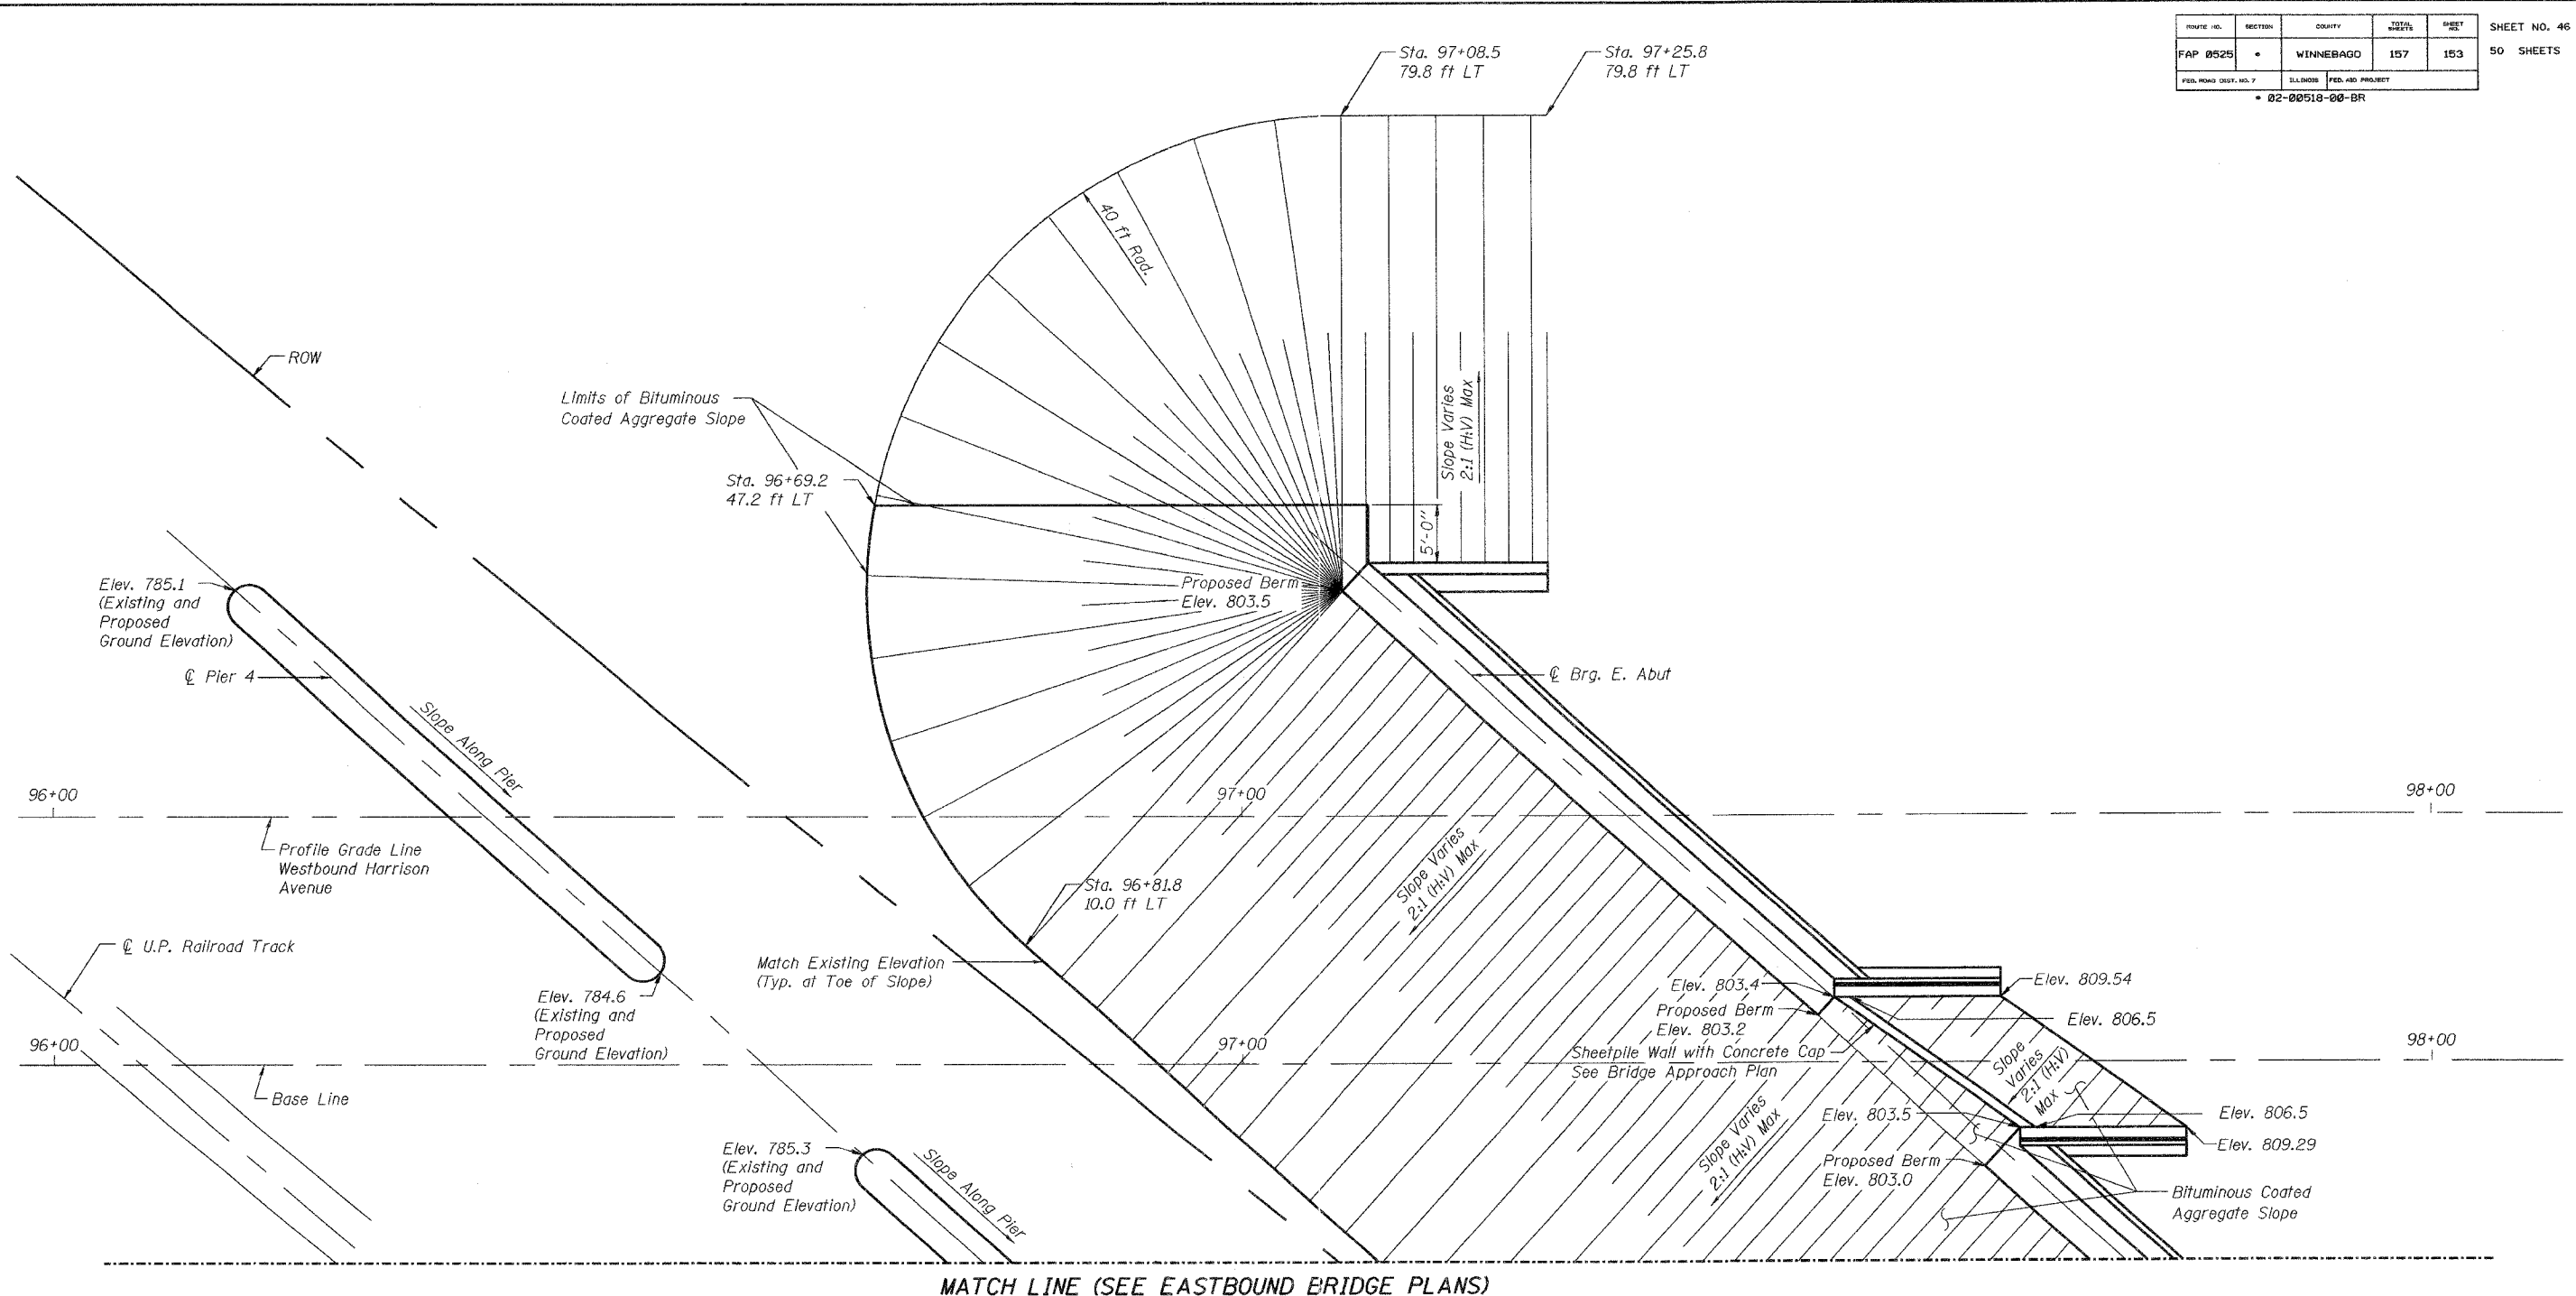 ROUTE NO.
SECTION
COUNTY
TOTAL SHEETS
SHEET NO.
SHEET NO. 46
FAP 0525
*
WINNEBAGO
157
153
50 SHEETS
FED. ROAD DIST. NO. 7
ILLINOIS
FED. AID PROJECT
* 02-00518-00-BR
Sta. 97+08.5
79.8 ft LT
Sta. 97+25.8
79.8 ft LT
40 ft Rad.
ROW
Limits of Bituminous
Coated Aggregate Slope
Slope Varies
2:1 (H:V) Max
Sta. 96+69.2
47.2 ft LT
5'-0"
Elev. 785.1
(Existing and
Proposed
Ground Elevation)
Proposed Berm
Elev. 803.5
℄ Pier 4
℄ Brg. E. Abut
Slope Along Pier
96+00
97+00
98+00
Profile Grade Line
Westbound Harrison
Avenue
Slope Varies
2:1 (H:V) Max
Sta. 96+81.8
10.0 ft LT
℄ U.P. Railroad Track
Match Existing Elevation
(Typ. at Toe of Slope)
Elev. 784.6
(Existing and
Proposed
Ground Elevation)
Elev. 803.4
Elev. 809.54
Proposed Berm
Elev. 803.2
Elev. 806.5
Sheetpile Wall with Concrete Cap
See Bridge Approach Plan
96+00
97+00
98+00
Base Line
Slope
Varies
2:1 (H:V)
Max
Slope Varies
2:1 (H:V) Max
Elev. 803.5
Elev. 806.5
Elev. 809.29
Elev. 785.3
(Existing and
Proposed
Ground Elevation)
Slope Along Pier
Proposed Berm
Elev. 803.0
Bituminous Coated
Aggregate Slope
MATCH LINE (SEE EASTBOUND BRIDGE PLANS)